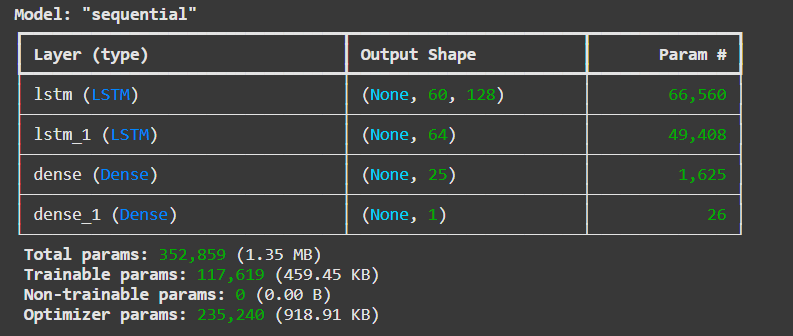 Model: "sequential"
Layer (type) Output Shape Param #
lstm (LSTM) (None, 60, 128) 66,560
lstm_1 (LSTM) (None, 64) 49,408
dense (Dense) (None, 25) 1,625
dense_1 (Dense) (None, 1) 26
Total params: 352,859 (1.35 MB)
Trainable params: 117,619 (459.45 KB)
Non-trainable params: 0 (0.00 B)
Optimizer params: 235,240 (918.91 KB)